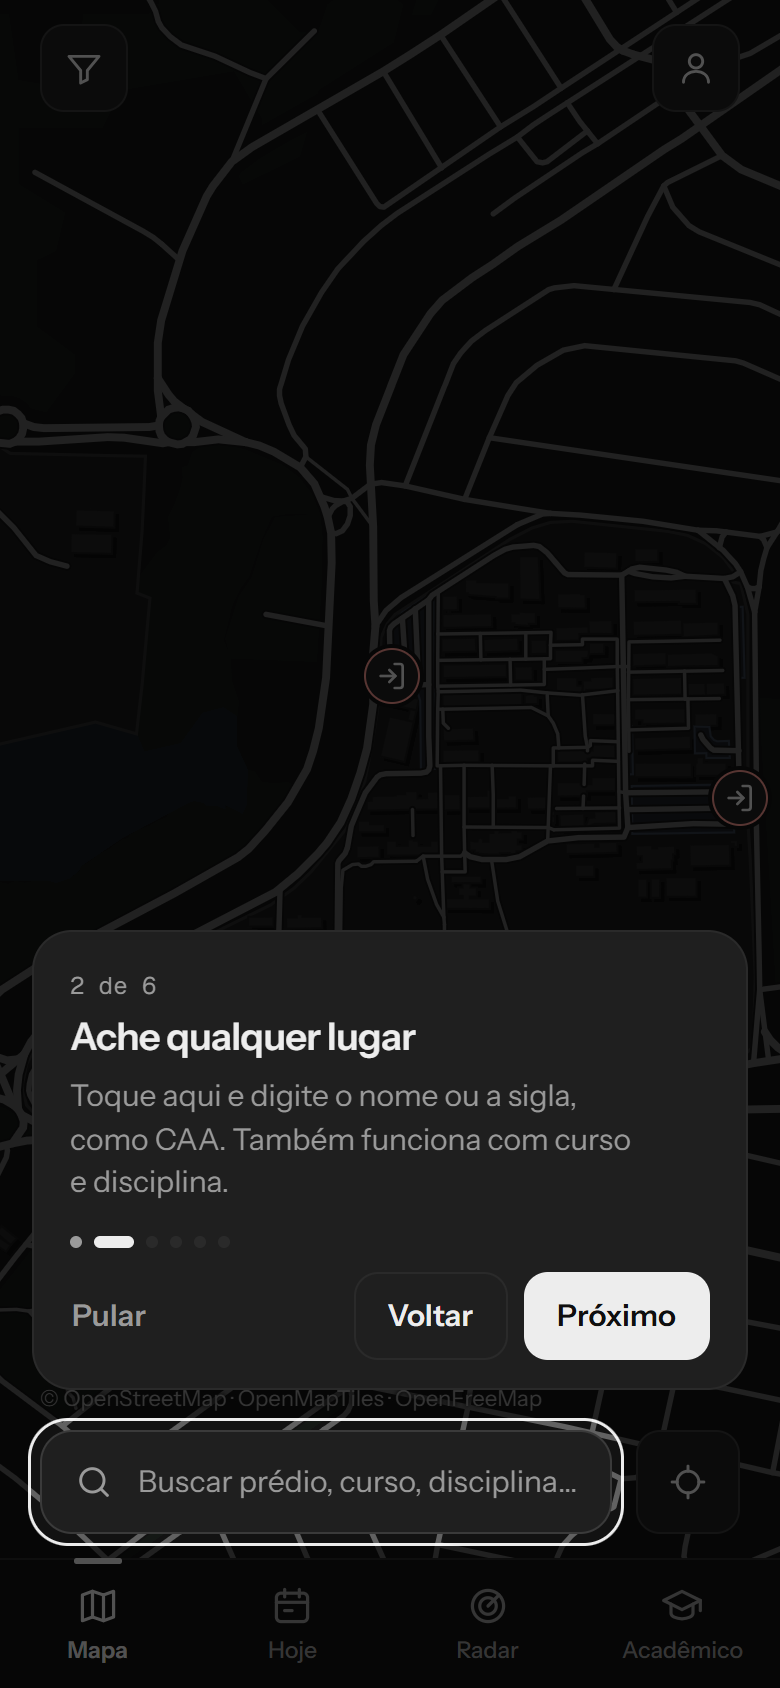 2 de 6
Ache qualquer lugar
Toque aqui e digite o nome ou a sigla,
como CAA. Também funciona com curso
e disciplina.
Pular
Voltar
Próximo
© OpenStreetMap · OpenMapTiles · OpenFreeMap
Buscar prédio, curso, disciplina...
Mapa
Hoje
Radar
Acadêmico